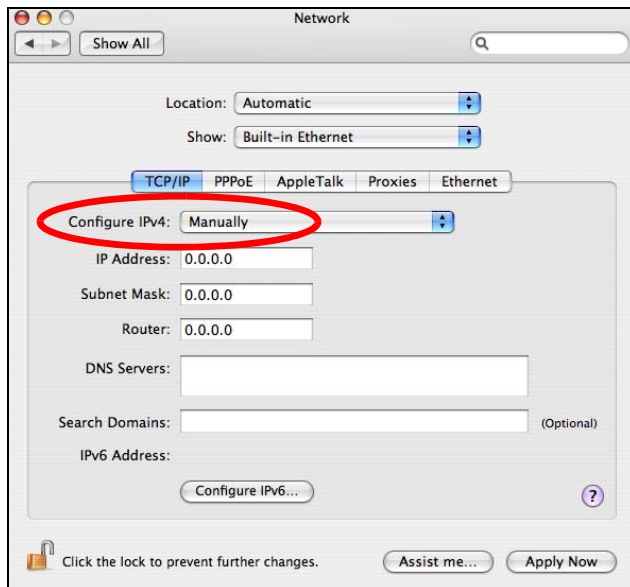 Network
Show All
Location: Automatic
Show: Built-in Ethernet
TCP/IP PPPoE AppleTalk Proxies Ethernet
Configure IPv4: Manually
IP Address: 0.0.0.0
Subnet Mask: 0.0.0.0
Router: 0.0.0.0
DNS Servers:
Search Domains: (Optional)
IPv6 Address:
Configure IPv6...
?
Click the lock to prevent further changes. Assist me... Apply Now